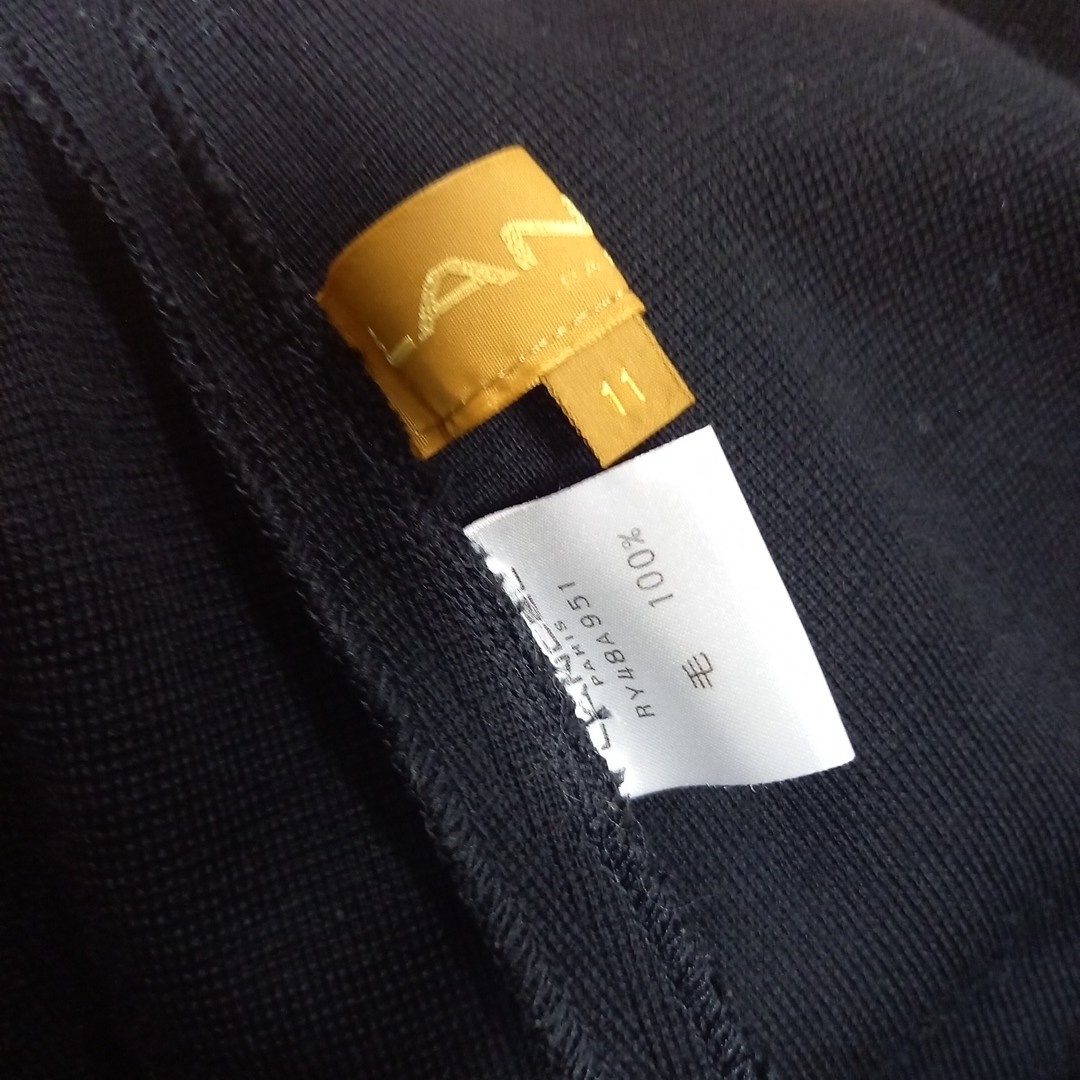 LAN
11
PARIS
RY48A951
毛 100%